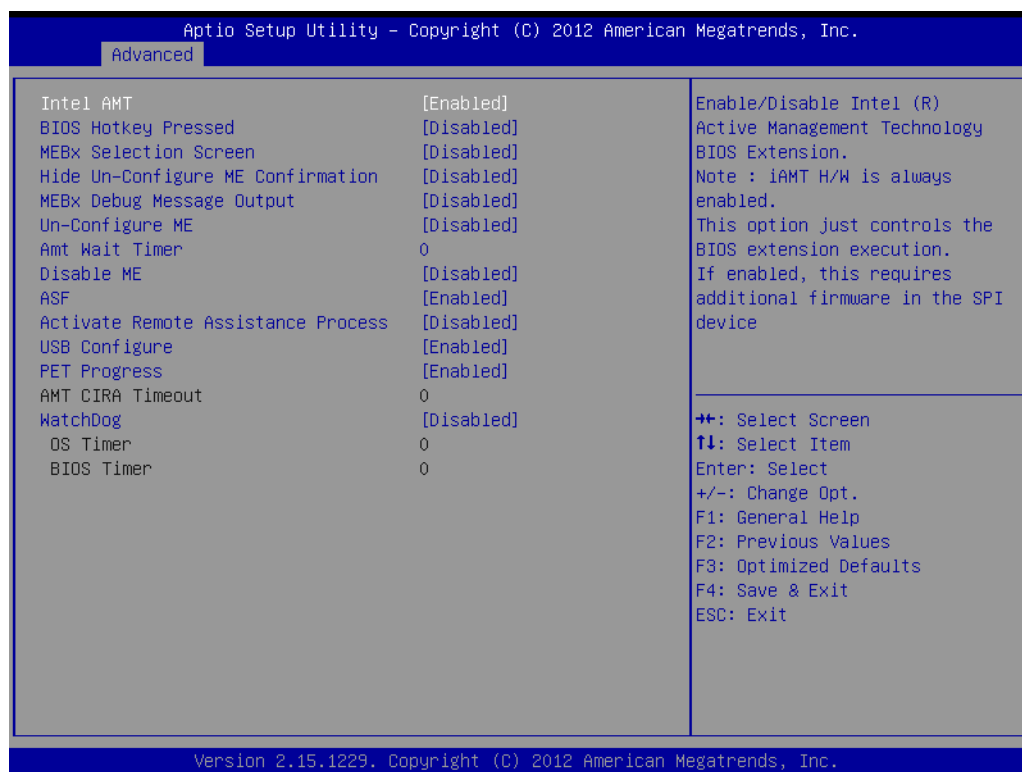 Aptio Setup Utility – Copyright (C) 2012 American Megatrends, Inc.
Advanced
Intel AMT [Enabled]
BIOS Hotkey Pressed [Disabled]
MEBx Selection Screen [Disabled]
Hide Un-Configure ME Confirmation [Disabled]
MEBx Debug Message Output [Disabled]
Un-Configure ME [Disabled]
Amt Wait Timer 0
Disable ME [Disabled]
ASF [Enabled]
Activate Remote Assistance Process [Disabled]
USB Configure [Enabled]
PET Progress [Enabled]
AMT CIRA Timeout 0
WatchDog [Disabled]
OS Timer 0
BIOS Timer 0
Enable/Disable Intel (R)
Active Management Technology
BIOS Extension.
Note : iAMT H/W is always
enabled.
This option just controls the
BIOS extension execution.
If enabled, this requires
additional firmware in the SPI
device
→←: Select Screen
↑↓: Select Item
Enter: Select
+/-: Change Opt.
F1: General Help
F2: Previous Values
F3: Optimized Defaults
F4: Save & Exit
ESC: Exit
Version 2.15.1229. Copyright (C) 2012 American Megatrends, Inc.